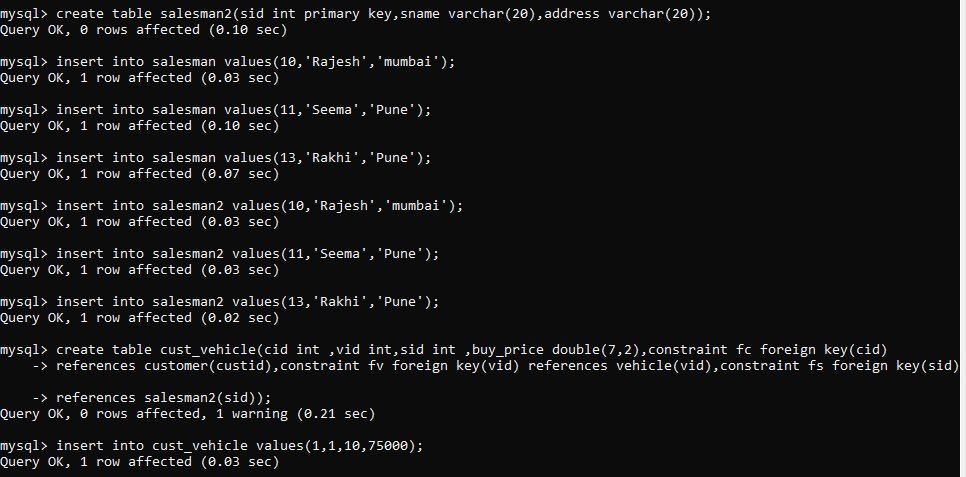 mysql> create table salesman2(sid int primary key,sname varchar(20),address varchar(20));
Query OK, 0 rows affected (0.10 sec)
mysql> insert into salesman values(10,'Rajesh','mumbai');
Query OK, 1 row affected (0.03 sec)
mysql> insert into salesman values(11,'Seema','Pune');
Query OK, 1 row affected (0.10 sec)
mysql> insert into salesman values(13,'Rakhi','Pune');
Query OK, 1 row affected (0.07 sec)
mysql> insert into salesman2 values(10,'Rajesh','mumbai');
Query OK, 1 row affected (0.03 sec)
mysql> insert into salesman2 values(11,'Seema','Pune');
Query OK, 1 row affected (0.03 sec)
mysql> insert into salesman2 values(13,'Rakhi','Pune');
Query OK, 1 row affected (0.02 sec)
mysql> create table cust_vehicle(cid int ,vid int,sid int ,buy_price double(7,2),constraint fc foreign key(cid)
    -> references customer(custid),constraint fv foreign key(vid) references vehicle(vid),constraint fs foreign key(sid)
    -> references salesman2(sid));
Query OK, 0 rows affected, 1 warning (0.21 sec)
mysql> insert into cust_vehicle values(1,1,10,75000);
Query OK, 1 row affected (0.03 sec)